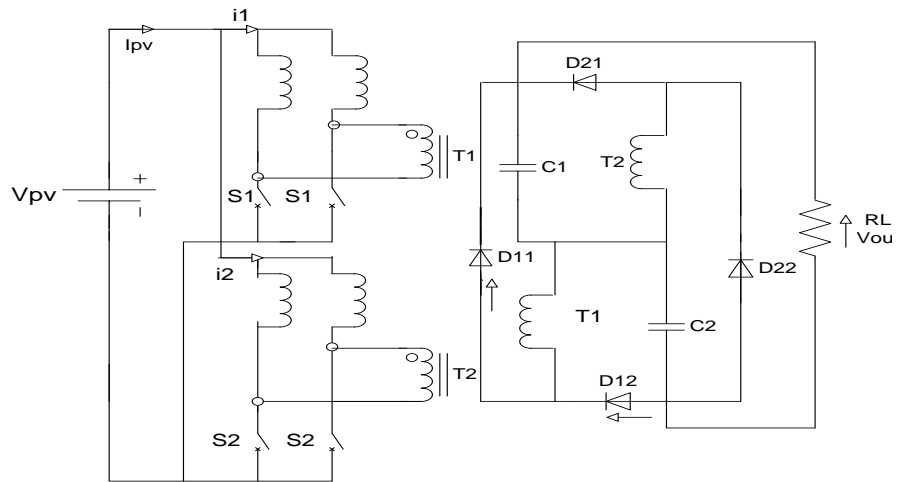 i1
Ipv
D21
T1
C1
T2
Vpv
+
-
S1 S1
RL
Vou
D11
D22
i2
T1
C2
T2
D12
S2 S2